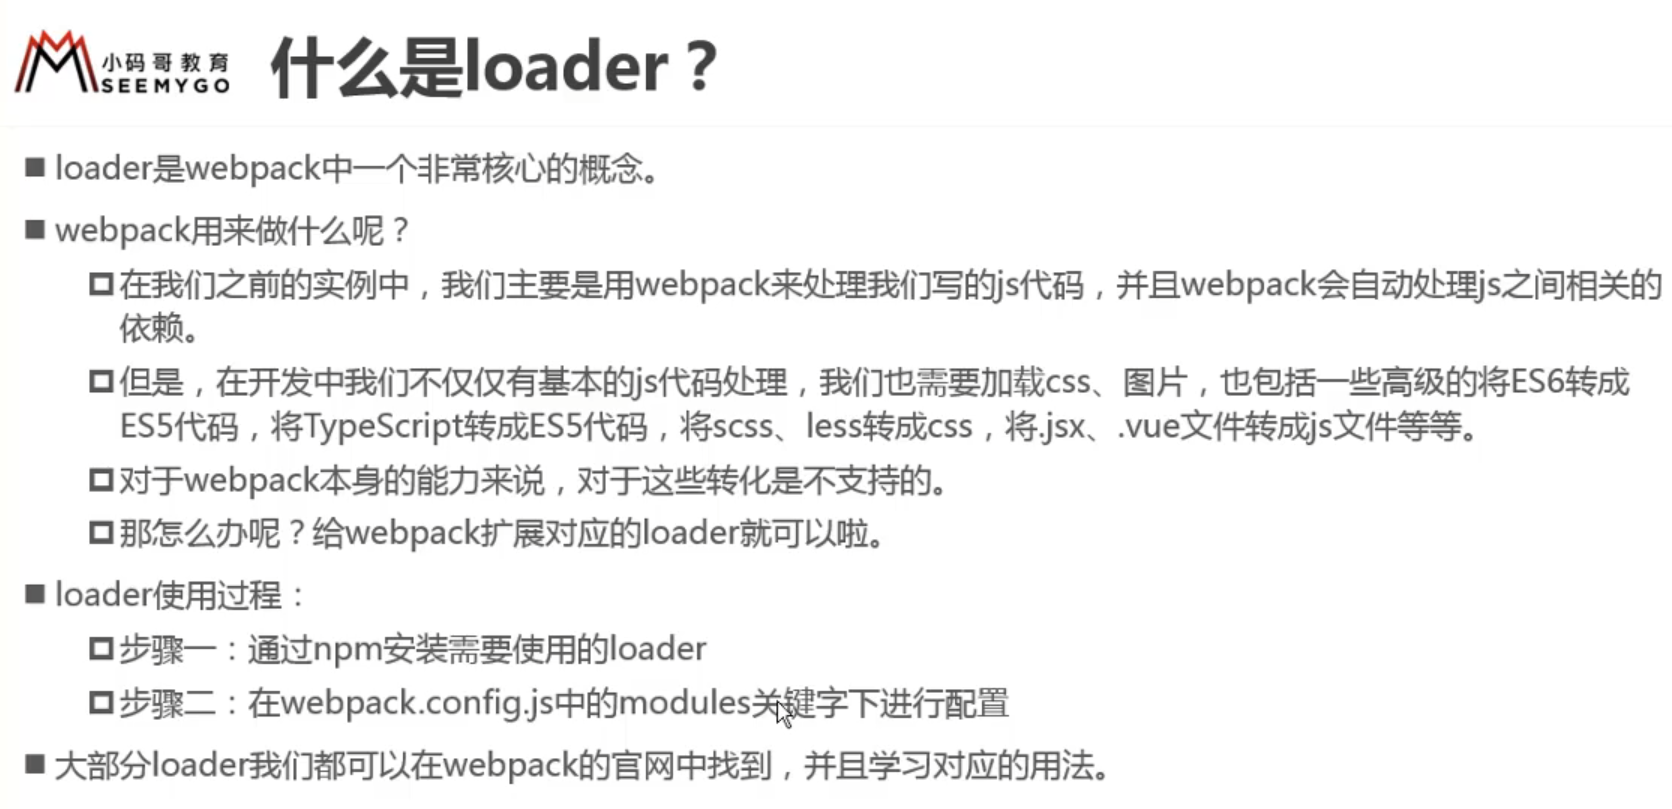 小码哥教育
SEEMYGO
什么是loader？
loader是webpack中一个非常核心的概念。
webpack用来做什么呢？
在我们之前的实例中，我们主要是用webpack来处理我们写的js代码，并且webpack会自动处理js之间相关的
依赖。
但是，在开发中我们不仅仅有基本的js代码处理，我们也需要加载css、图片，也包括一些高级的将ES6转成
ES5代码，将TypeScript转成ES5代码，将scss、less转成css，将.jsx、.vue文件转成js文件等等。
对于webpack本身的能力来说，对于这些转化是不支持的。
那怎么办呢？给webpack扩展对应的loader就可以啦。
loader使用过程：
步骤一：通过npm安装需要使用的loader
步骤二：在webpack.config.js中的modules关键字下进行配置
大部分loader我们都可以在webpack的官网中找到，并且学习对应的用法。